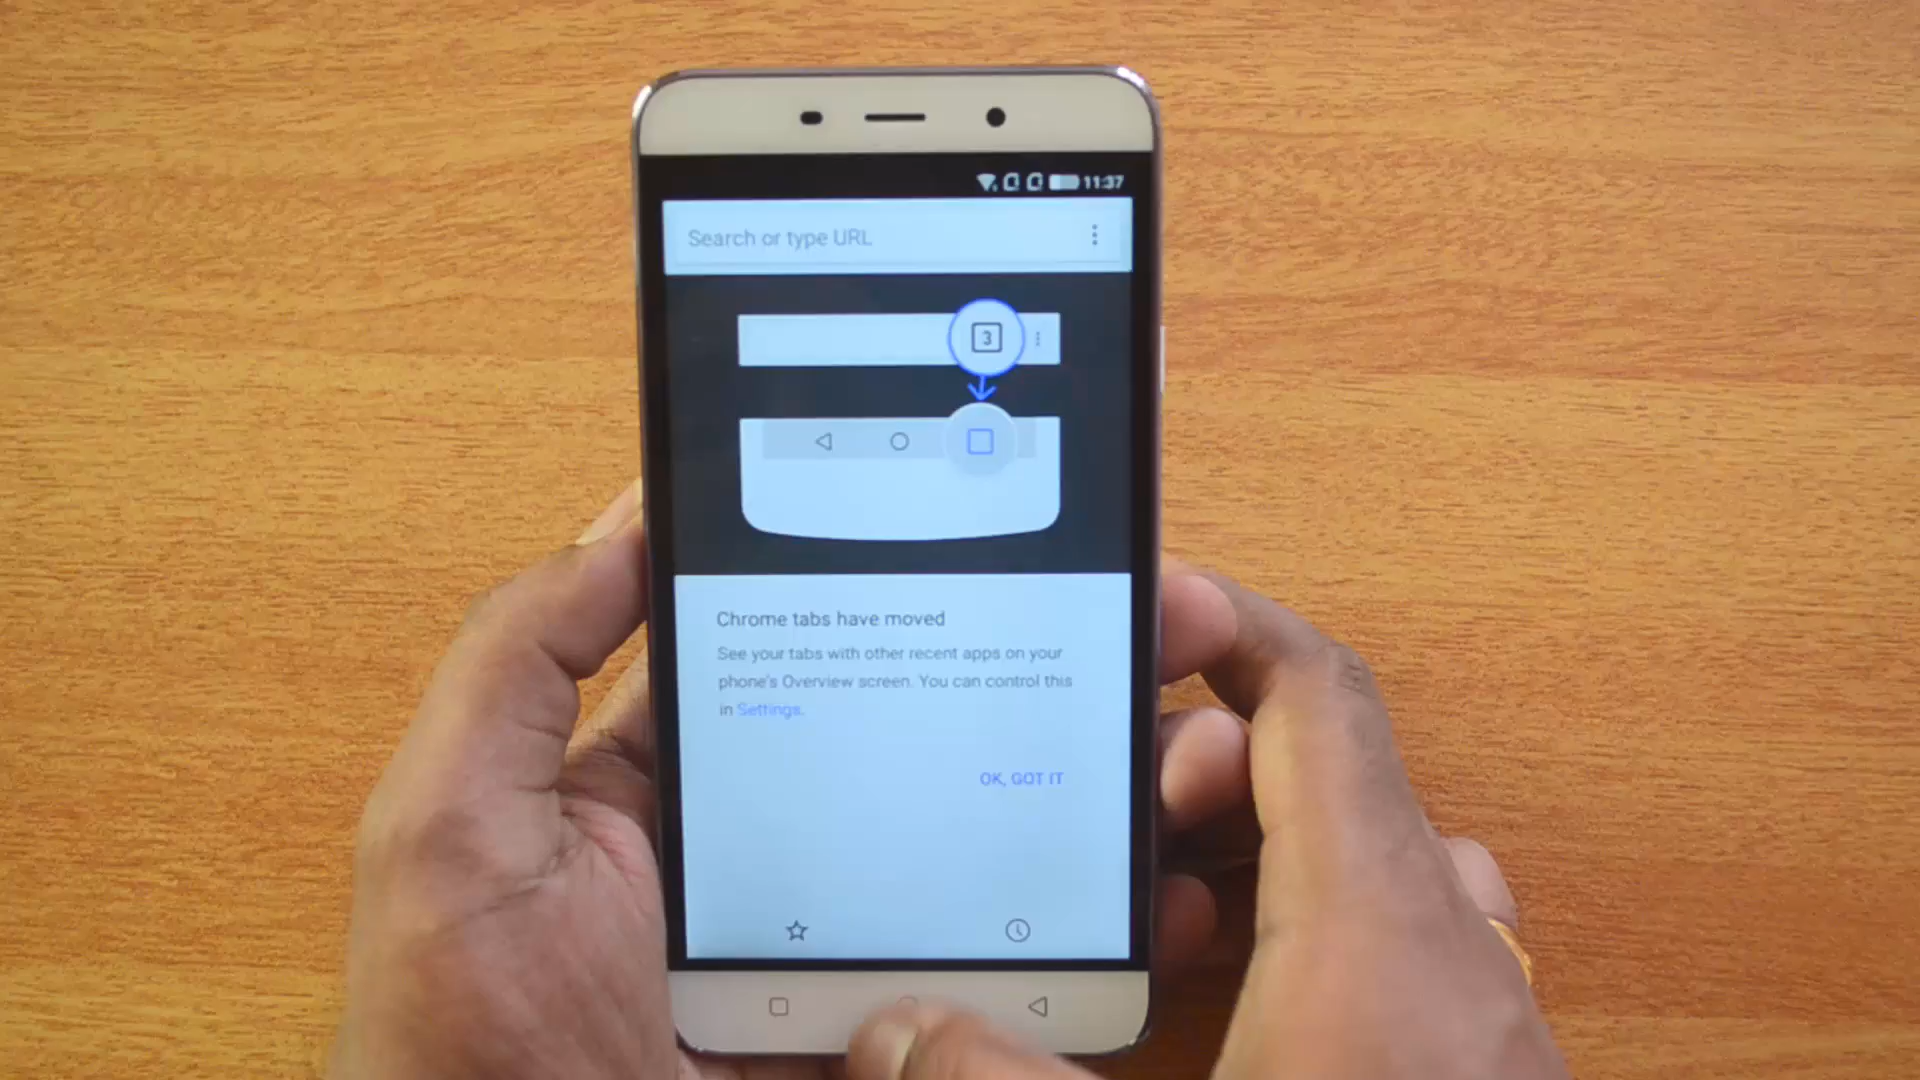 11:37
Search or type URL
3
Chrome tabs have moved
See your tabs with other recent apps on your
phone's Overview screen. You can control this
in Settings.
OK, GOT IT